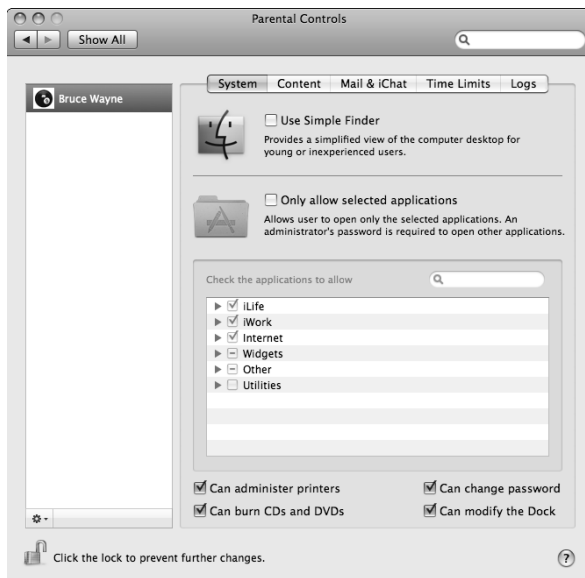 Parental Controls
Show All
Bruce Wayne
System Content Mail & iChat Time Limits Logs
Use Simple Finder
Provides a simplified view of the computer desktop for
young or inexperienced users.
Only allow selected applications
Allows user to open only the selected applications. An
administrator's password is required to open other applications.
Check the applications to allow
iLife
iWork
Internet
Widgets
Other
Utilities
Can administer printers
Can change password
Can burn CDs and DVDs
Can modify the Dock
Click the lock to prevent further changes.
?